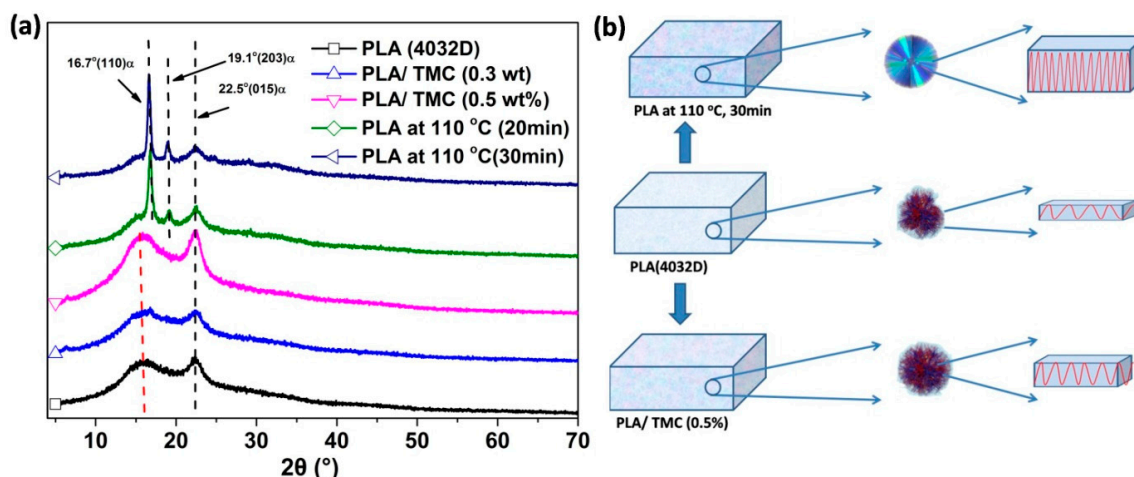 (a)
16.7°(110)α
19.1°(203)α
22.5°(015)α
PLA (4032D)
PLA/ TMC (0.3 wt)
PLA/ TMC (0.5 wt%)
PLA at 110 °C (20min)
PLA at 110 °C(30min)
10 20 30 40 50 60 70
2θ (°)
(b)
PLA at 110 °C, 30min
PLA(4032D)
PLA/ TMC (0.5%)